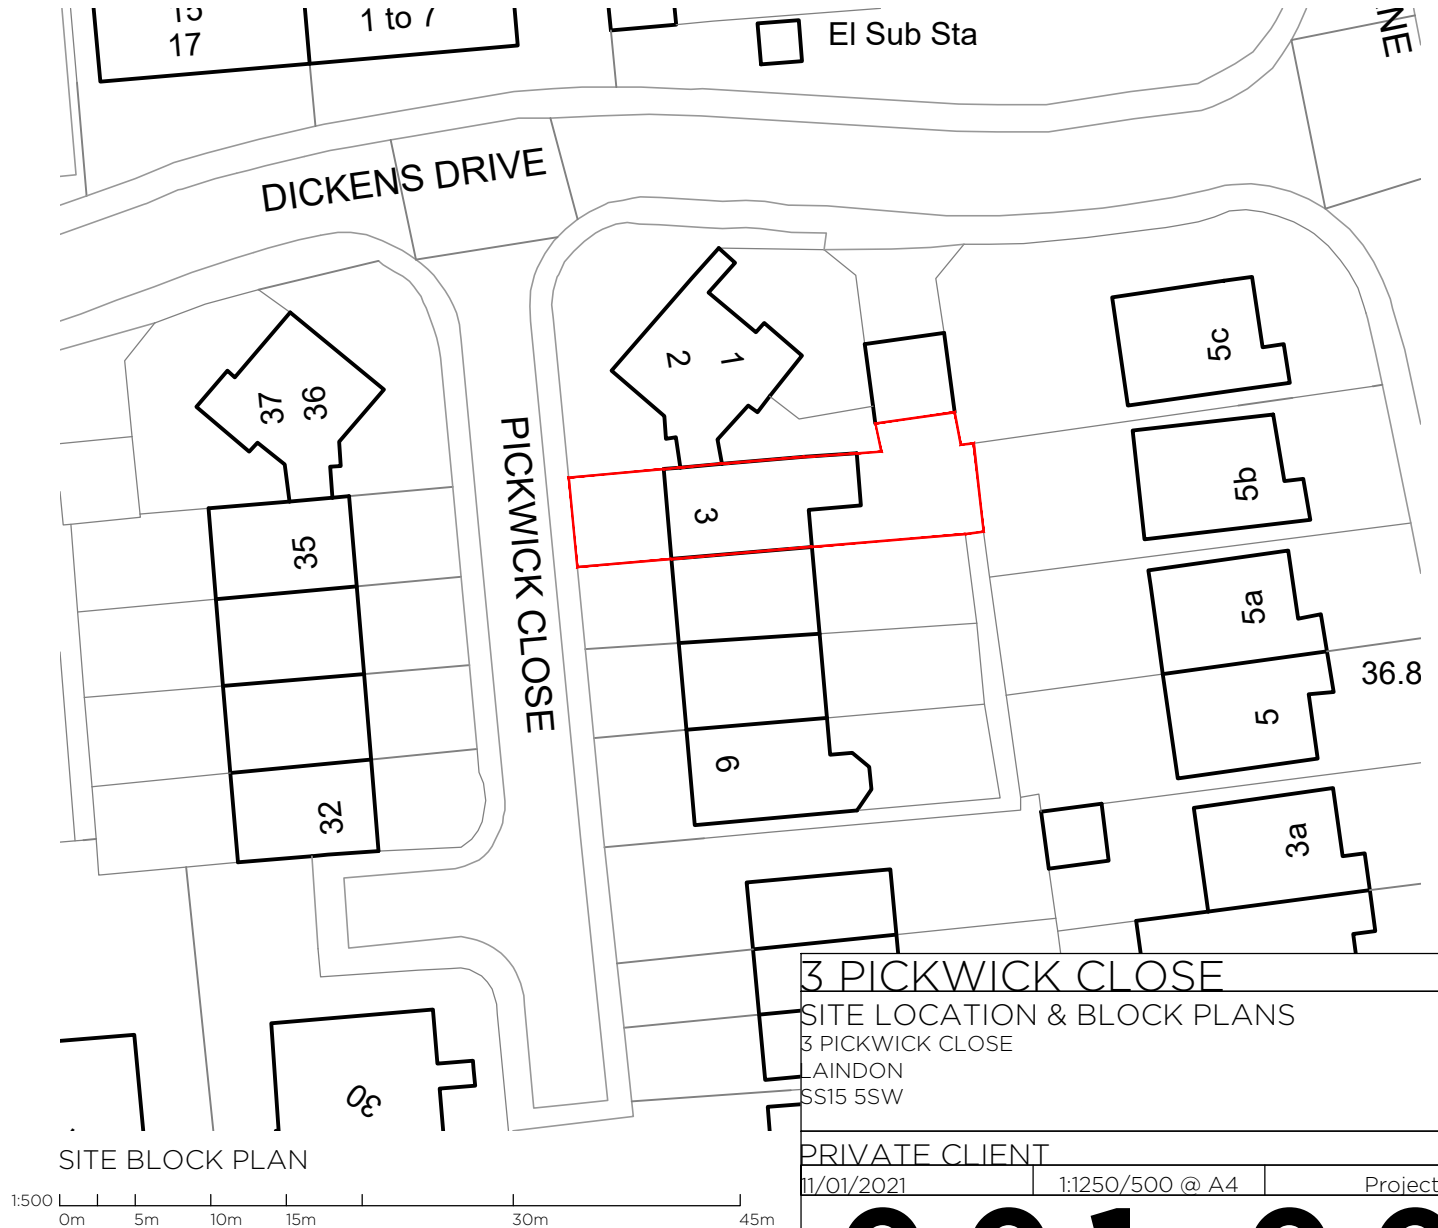 15
17
1 to 7
El Sub Sta
DICKENS DRIVE
PICKWICK CLOSE
2
1
37
36
35
32
3
6
5c
5b
5a
5
36.8
3a
30
3 PICKWICK CLOSE
SITE LOCATION & BLOCK PLANS
3 PICKWICK CLOSE
LAINDON
SS15 5SW
PRIVATE CLIENT
11/01/2021
1:1250/500 @ A4
Project
SITE BLOCK PLAN
1:500
0m 5m 10m 15m 30m 45m